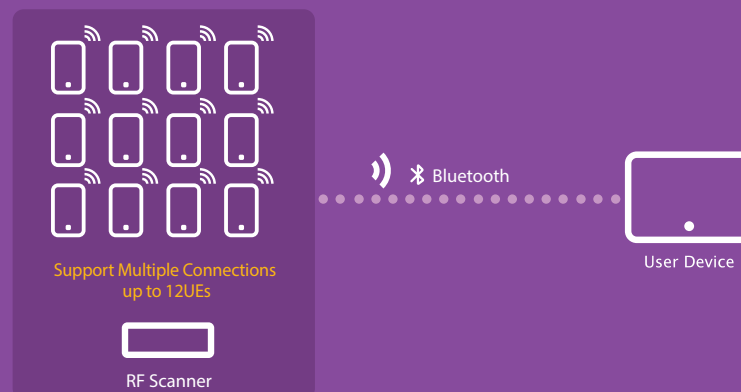 Bluetooth
User Device
Support Multiple Connections
up to 12UEs
RF Scanner